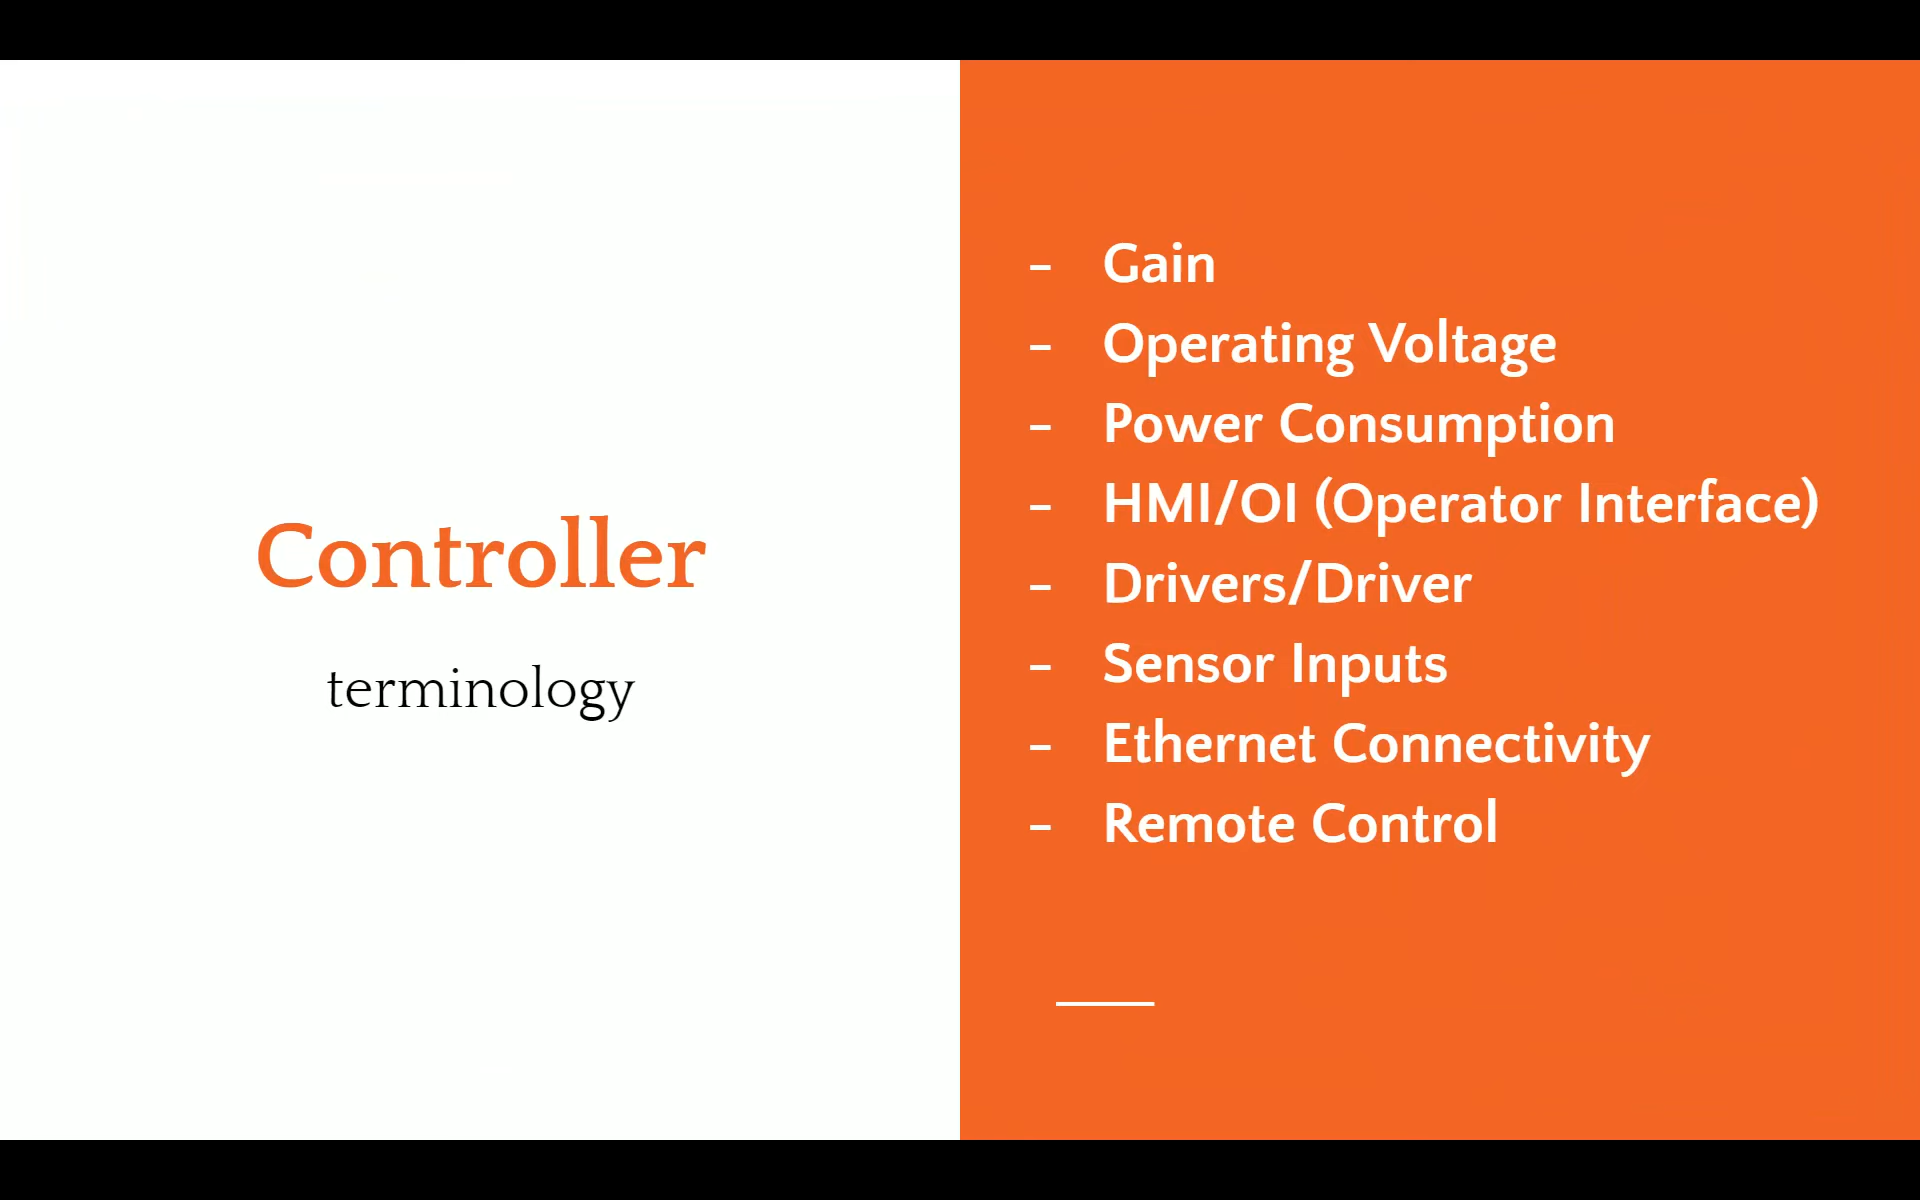 Controller
terminology
- Gain
- Operating Voltage
- Power Consumption
- HMI/OI (Operator Interface)
- Drivers/Driver
- Sensor Inputs
- Ethernet Connectivity
- Remote Control